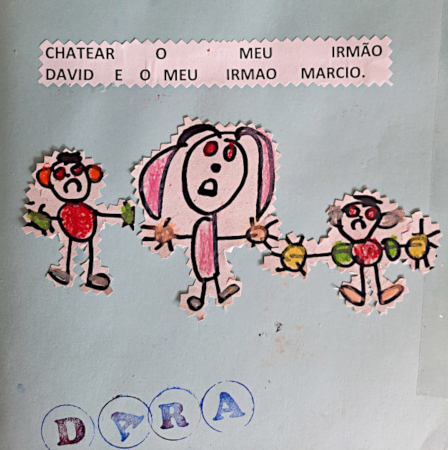 CHATEAR O MEU IRMÃO
DAVID E O MEU IRMAO MARCIO.
DARA